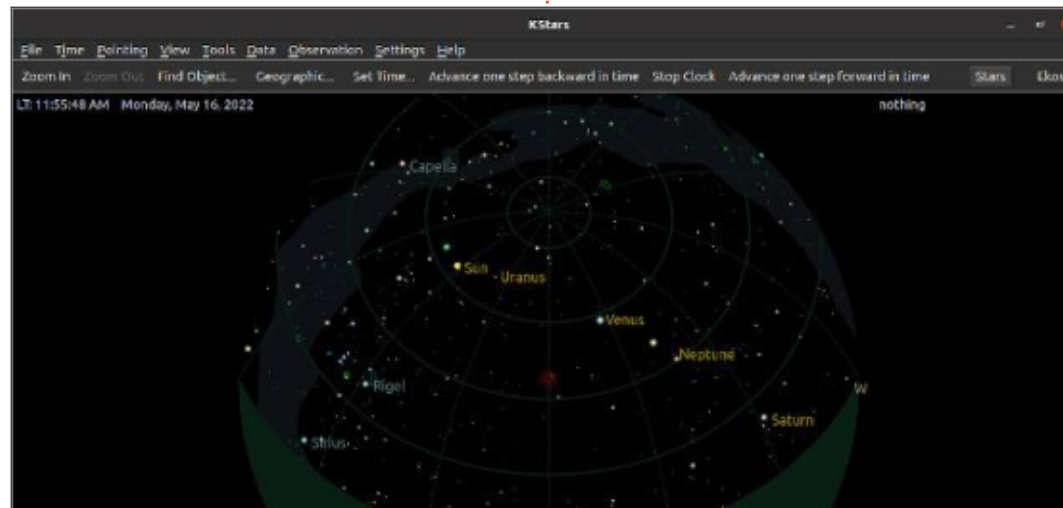 KStars
File Time Pointing View Tools Data Observation Settings Help
Zoom In Zoom Out Find Object... Geographic... Set Time... Advance one step backward in time Stop Clock Advance one step forward in time Stars Ekos
LT: 11:55:48 AM Monday, May 16, 2022 nothing
Capella
Sun
Uranus
Venus
Neptune
Rigel
W
Saturn
Sirius